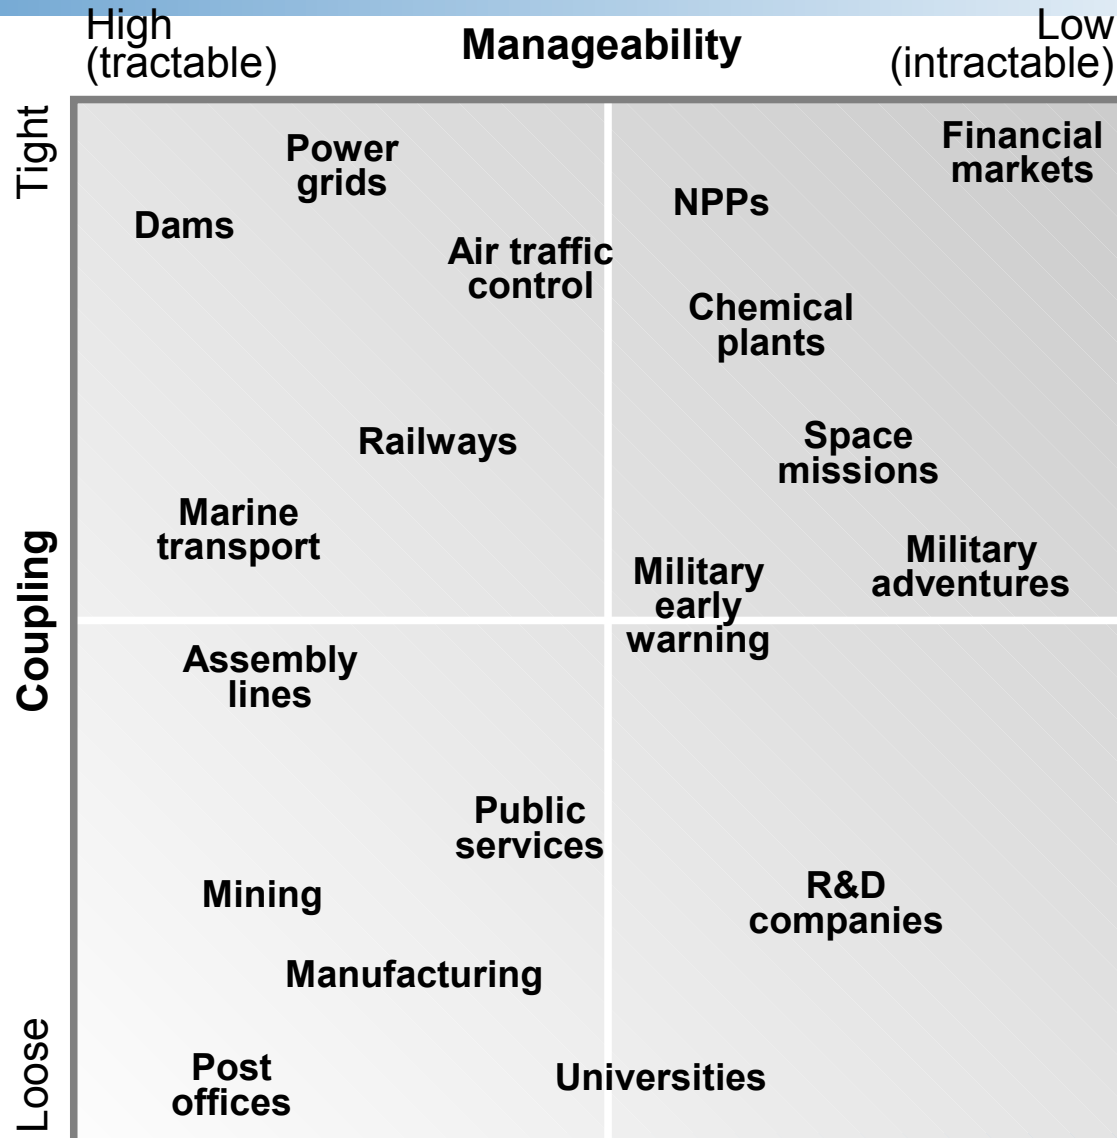 High
(tractable)
Manageability
Low
(intractable)
Tight
Coupling
Loose
Power
grids
Financial
markets
NPPs
Dams
Air traffic
control
Chemical
plants
Railways
Space
missions
Marine
transport
Military
adventures
Military
early
warning
Assembly
lines
Public
services
Mining
R&D
companies
Manufacturing
Post
offices
Universities